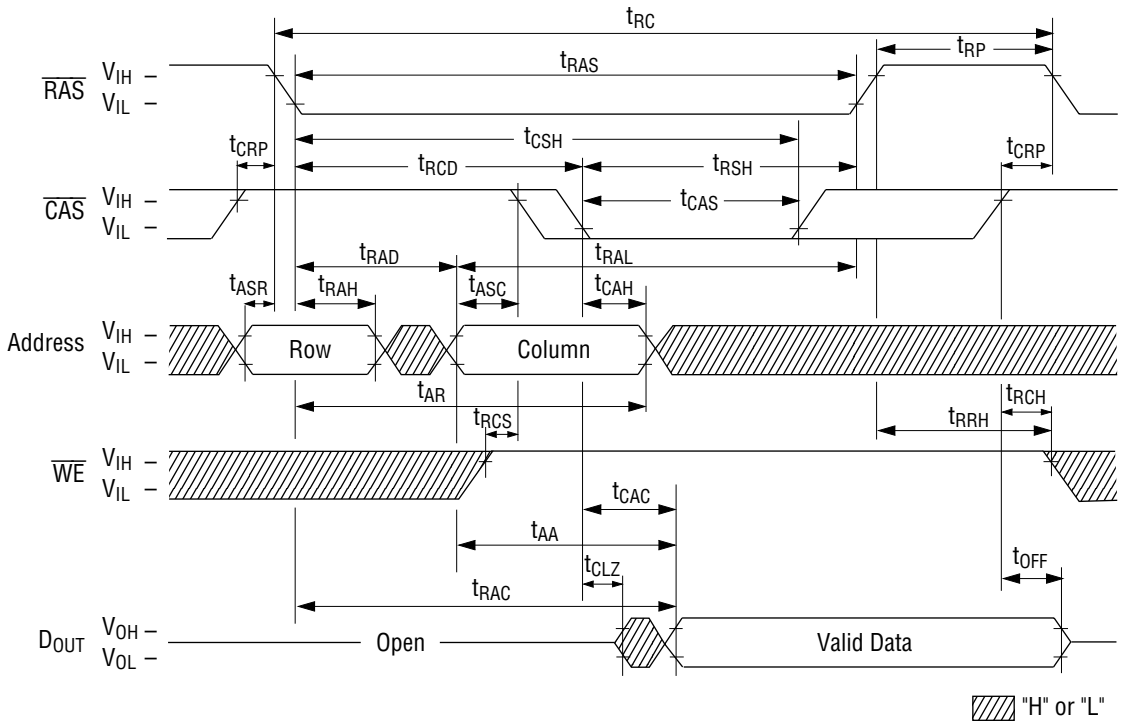 tRC
tRP
RAS
VIH –
VIL –
tRAS
tCSH
tCRP
tRCD
tRSH
tCRP
CAS
VIH –
VIL –
tCAS
tRAD
tRAL
tASR
tRAH
tASC
tCAH
Address
VIH –
VIL –
Row
Column
tAR
tRCS
tRCH
tRRH
WE
VIH –
VIL –
tCAC
tAA
tCLZ
tOFF
tRAC
DOUT
VOH –
VOL –
Open
Valid Data
"H" or "L"